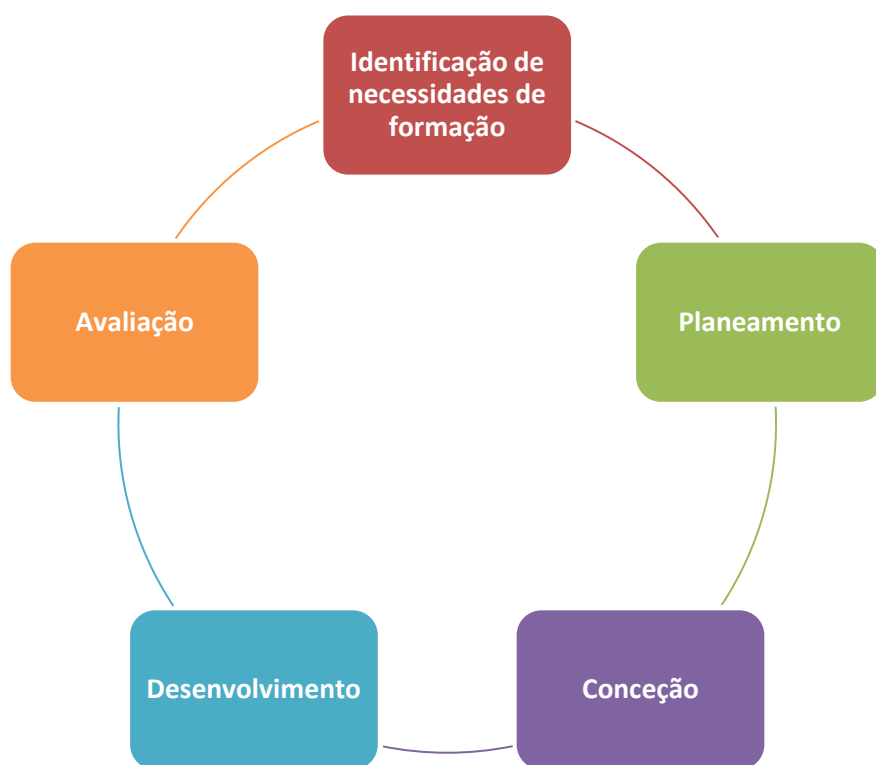 Identificação de
necessidades de
formação
Planeamento
Conceção
Desenvolvimento
Avaliação